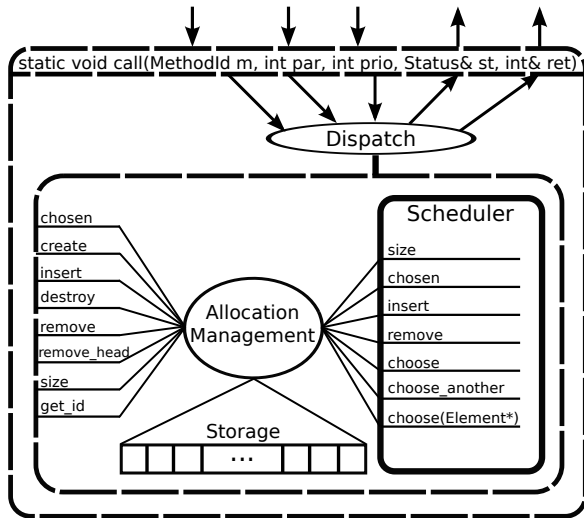 static void call(MethodId m, int par, int prio, Status& st, int& ret)
Dispatch
chosen
create
insert
destroy
remove
remove_head
size
get_id
Allocation
Management
Storage
...
Scheduler
size
chosen
insert
remove
choose
choose_another
choose(Element*)